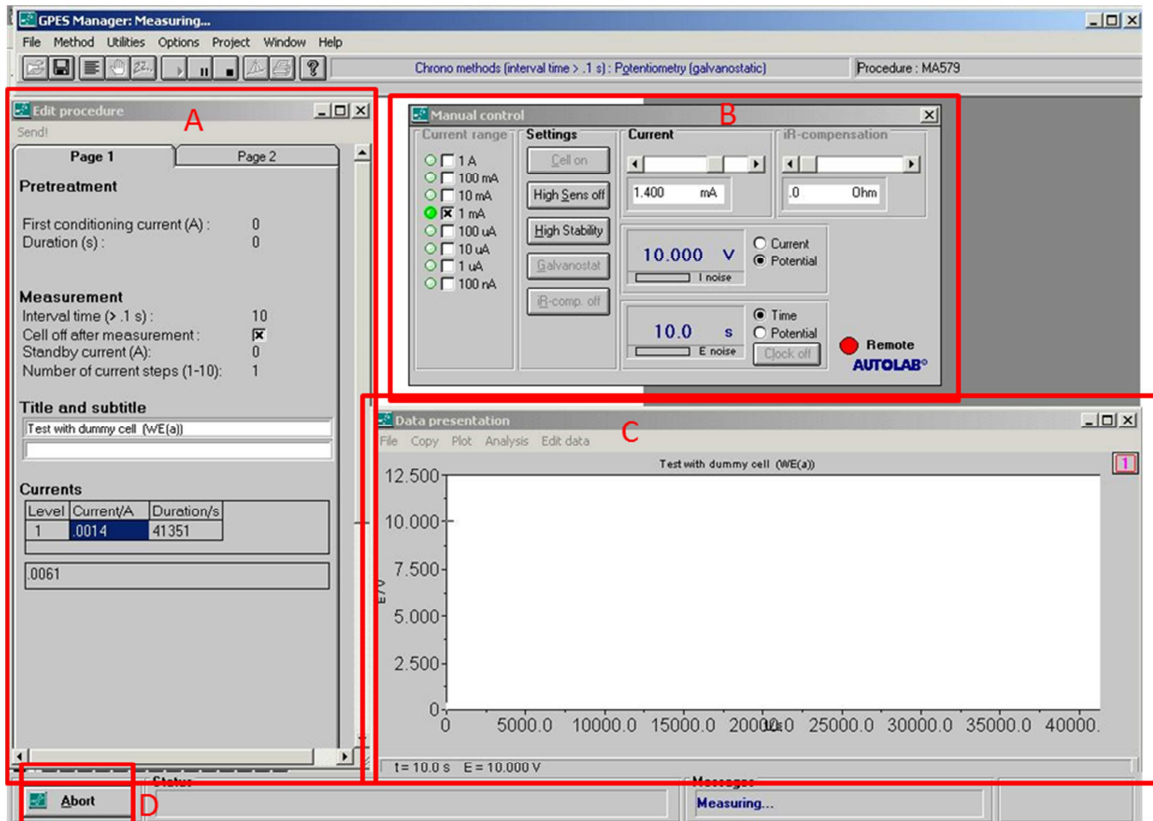 GPES Manager: Measuring...
File Method Utilities Options Project Window Help
Chrono methods (interval time > .1 s) : Potentiometry (galvanostatic) Procedure : MA579
A
Edit procedure
Send!
Page 1 Page 2
Pretreatment
First conditioning current (A) : 0
Duration (s) : 0
Measurement
Interval time (> .1 s) : 10
Cell off after measurement :
Standby current (A): 0
Number of current steps (1-10): 1
Title and subtitle
Test with dummy cell (WE(a))
Currents
Level Current/A Duration/s
1 .0014 41351
.0061
B
Manual control
Current range
1 A
100 mA
10 mA
1 mA
100 uA
10 uA
1 uA
100 nA
Settings
Cell on
High Sens off
High Stability
Galvanostat
iR-comp. off
Current
1.400 mA
iR-compensation
.0 Ohm
10.000 V
I noise
Current
Potential
10.0 s
E noise
Time
Potential
Clock off
Remote
AUTOLAB®
C
Data presentation
File Copy Plot Analysis Edit data
Test with dummy cell (WE(a))
1
12.500
10.000
7.500
5.000
2.500
0
E / V
0 5000.0 10000.0 15000.0 20000.0 25000.0 30000.0 35000.0 40000.
t = 10.0 s E = 10.000 V
D
Abort
Status
Messages
Measuring...